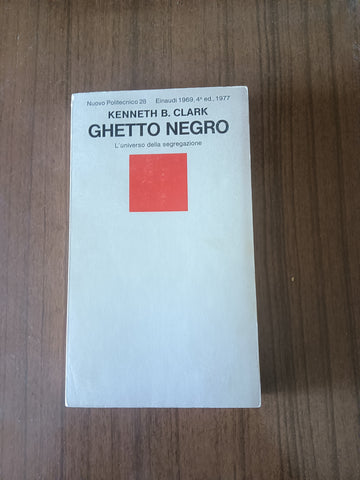 Nuovo Politecnico 28 Einaudi 1969, 4ª ed., 1977
KENNETH B. CLARK
GHETTO NEGRO
L'universo della segregazione